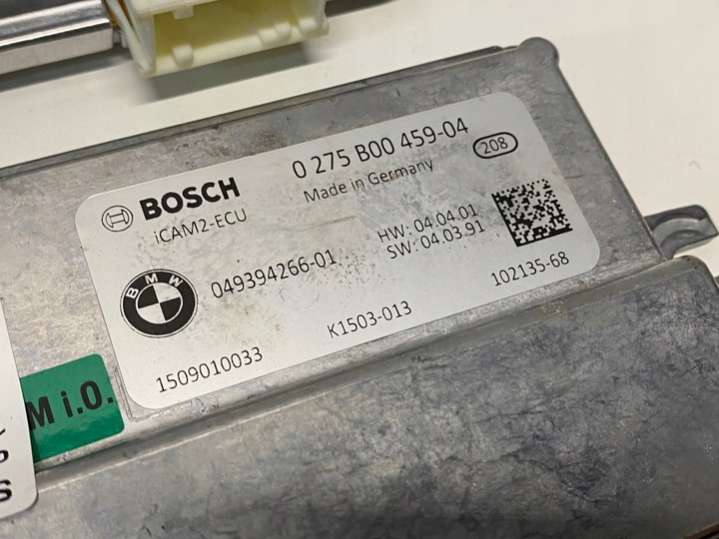 BOSCH
0 275 B00 459-04
iCAM2-ECU
Made in Germany
208
BMW
049394266-01
HW: 04.04.01
SW: 04.03.91
1509010033
K1503-013
102135-68
M i.O.